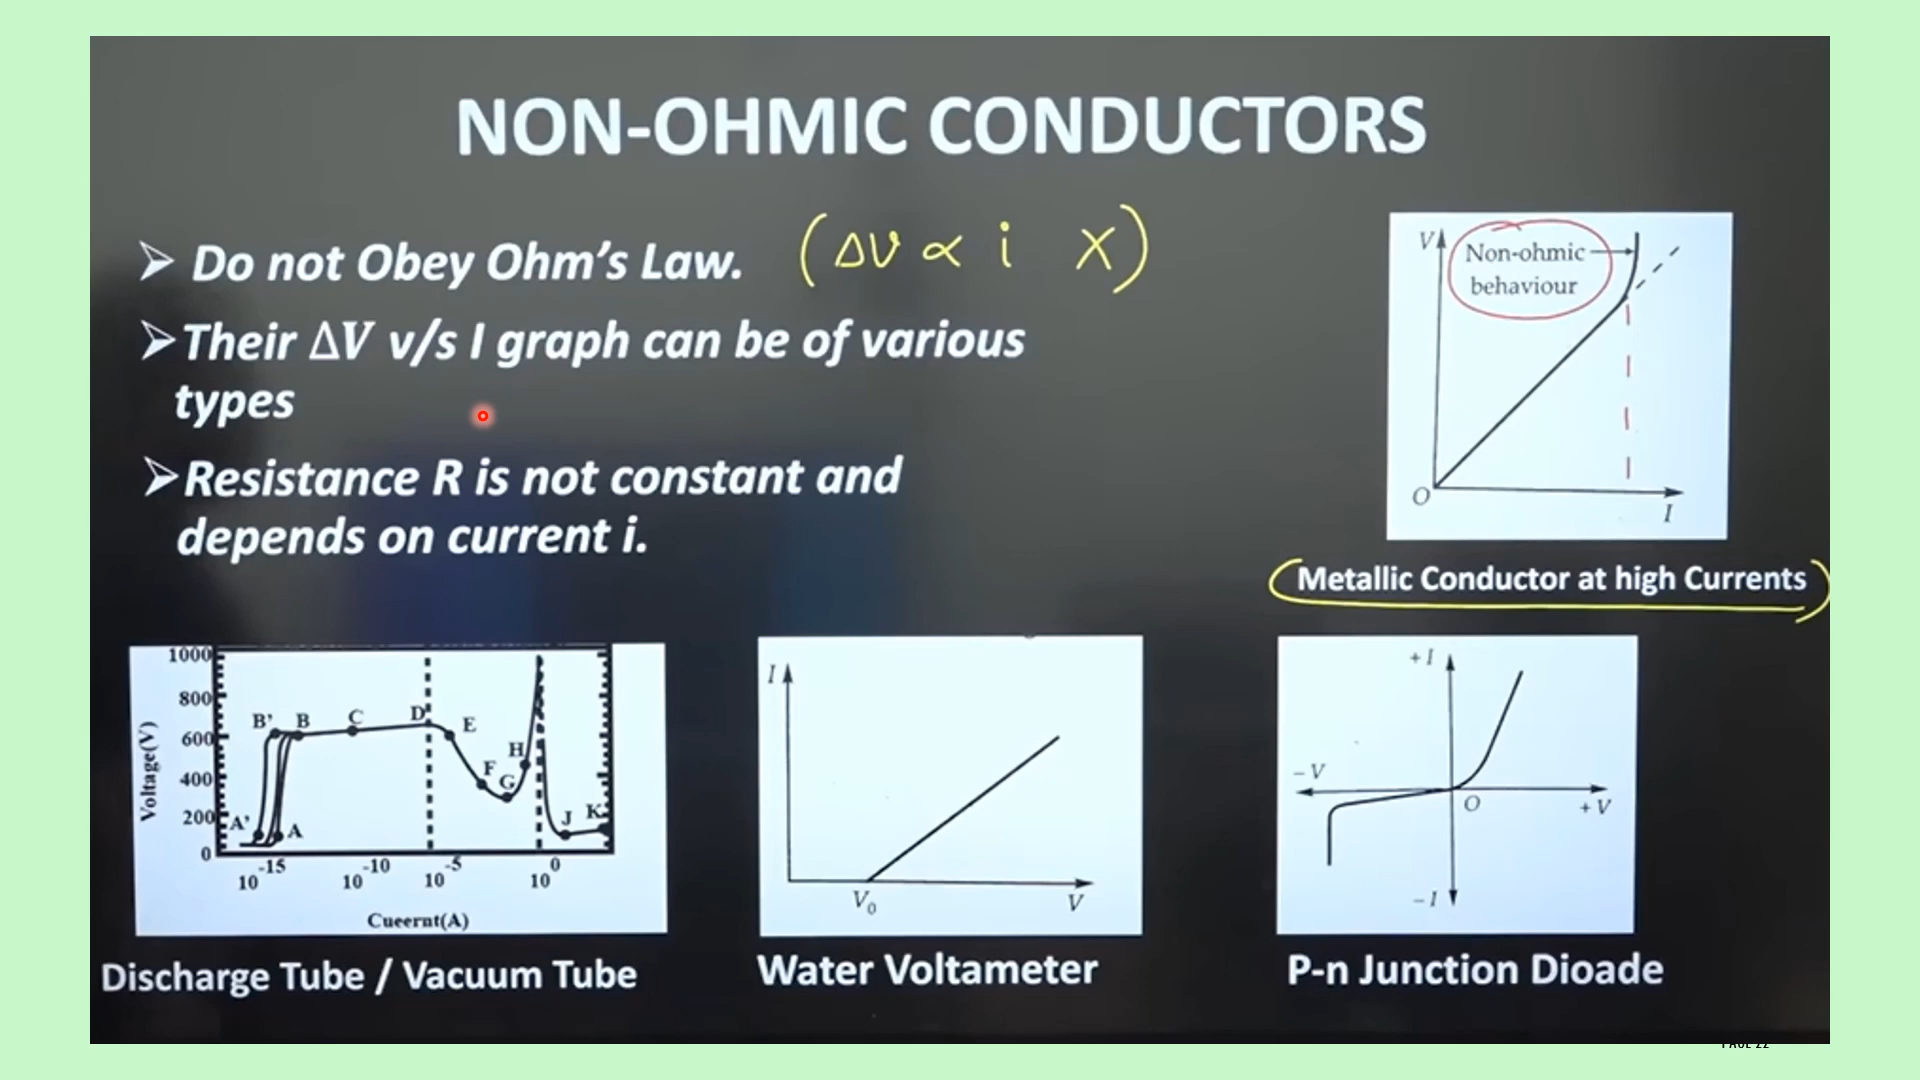 NON-OHMIC CONDUCTORS
➤ Do not Obey Ohm's Law. (ΔV ∝ i X)
➤Their ΔV v/s I graph can be of various
types
➤Resistance R is not constant and
depends on current i.
V
Non-ohmic
behaviour
O
I
Metallic Conductor at high Currents
1000
800
600
400
200
0
Voltage(V)
B' B C D E
F G H
A' A J K
10^-15 10^-10 10^-5 10^0
Cueernt(A)
Discharge Tube / Vacuum Tube
I
V₀ V
Water Voltameter
+I
-V
O
+V
-I
P-n Junction Dioade
PAGE 22